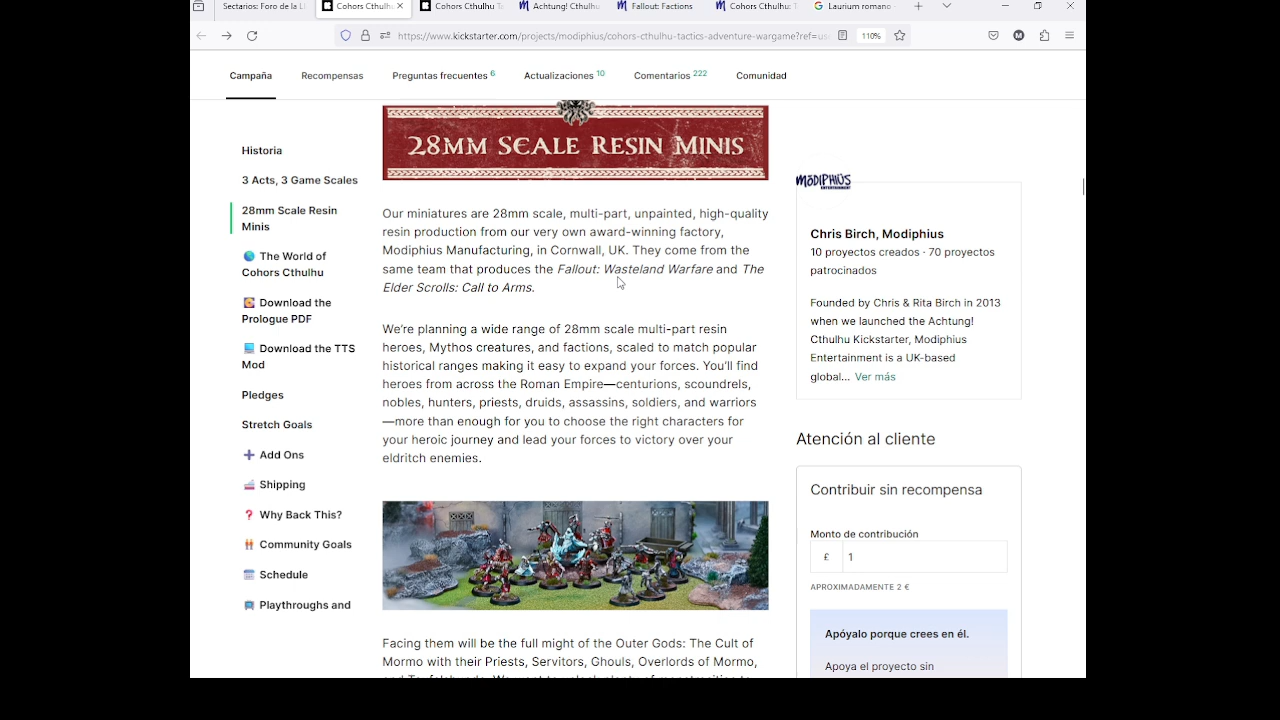 Sectarios: Foro de la Ll
Cohors Cthulh
Cohors Cthulhu Ta
Achtung! Cthulhu
Fallout: Factions
Cohors Cthulhu: T
Laurium romano -
https://www.kickstarter.com/projects/modiphius/cohors-cthulhu-tactics-adventure-wargame?ref=us
110%
Campaña
Recompensas
Preguntas frecuentes 6
Actualizaciones 10
Comentarios 222
Comunidad
Historia
3 Acts, 3 Game Scales
28mm Scale Resin
Minis
The World of
Cohors Cthulhu
Download the
Prologue PDF
Download the TTS
Mod
Pledges
Stretch Goals
Add Ons
Shipping
Why Back This?
Community Goals
Schedule
Playthroughs and
28MM SCALE RESIN MINIS
Our miniatures are 28mm scale, multi-part, unpainted, high-quality
resin production from our very own award-winning factory,
Modiphius Manufacturing, in Cornwall, UK. They come from the
same team that produces the Fallout: Wasteland Warfare and The
Elder Scrolls: Call to Arms.
We're planning a wide range of 28mm scale multi-part resin
heroes, Mythos creatures, and factions, scaled to match popular
historical ranges making it easy to expand your forces. You'll find
heroes from across the Roman Empire—centurions, scoundrels,
nobles, hunters, priests, druids, assassins, soldiers, and warriors
—more than enough for you to choose the right characters for
your heroic journey and lead your forces to victory over your
eldritch enemies.
Facing them will be the full might of the Outer Gods: The Cult of
Mormo with their Priests, Servitors, Ghouls, Overlords of Mormo,
MODIPHIUS
ENTERTAINMENT
Chris Birch, Modiphius
10 proyectos creados · 70 proyectos
patrocinados
Founded by Chris & Rita Birch in 2013
when we launched the Achtung!
Cthulhu Kickstarter, Modiphius
Entertainment is a UK-based
global... Ver más
Atención al cliente
Contribuir sin recompensa
Monto de contribución
£ 1
APROXIMADAMENTE 2 €
Apóyalo porque crees en él.
Apoya el proyecto sin